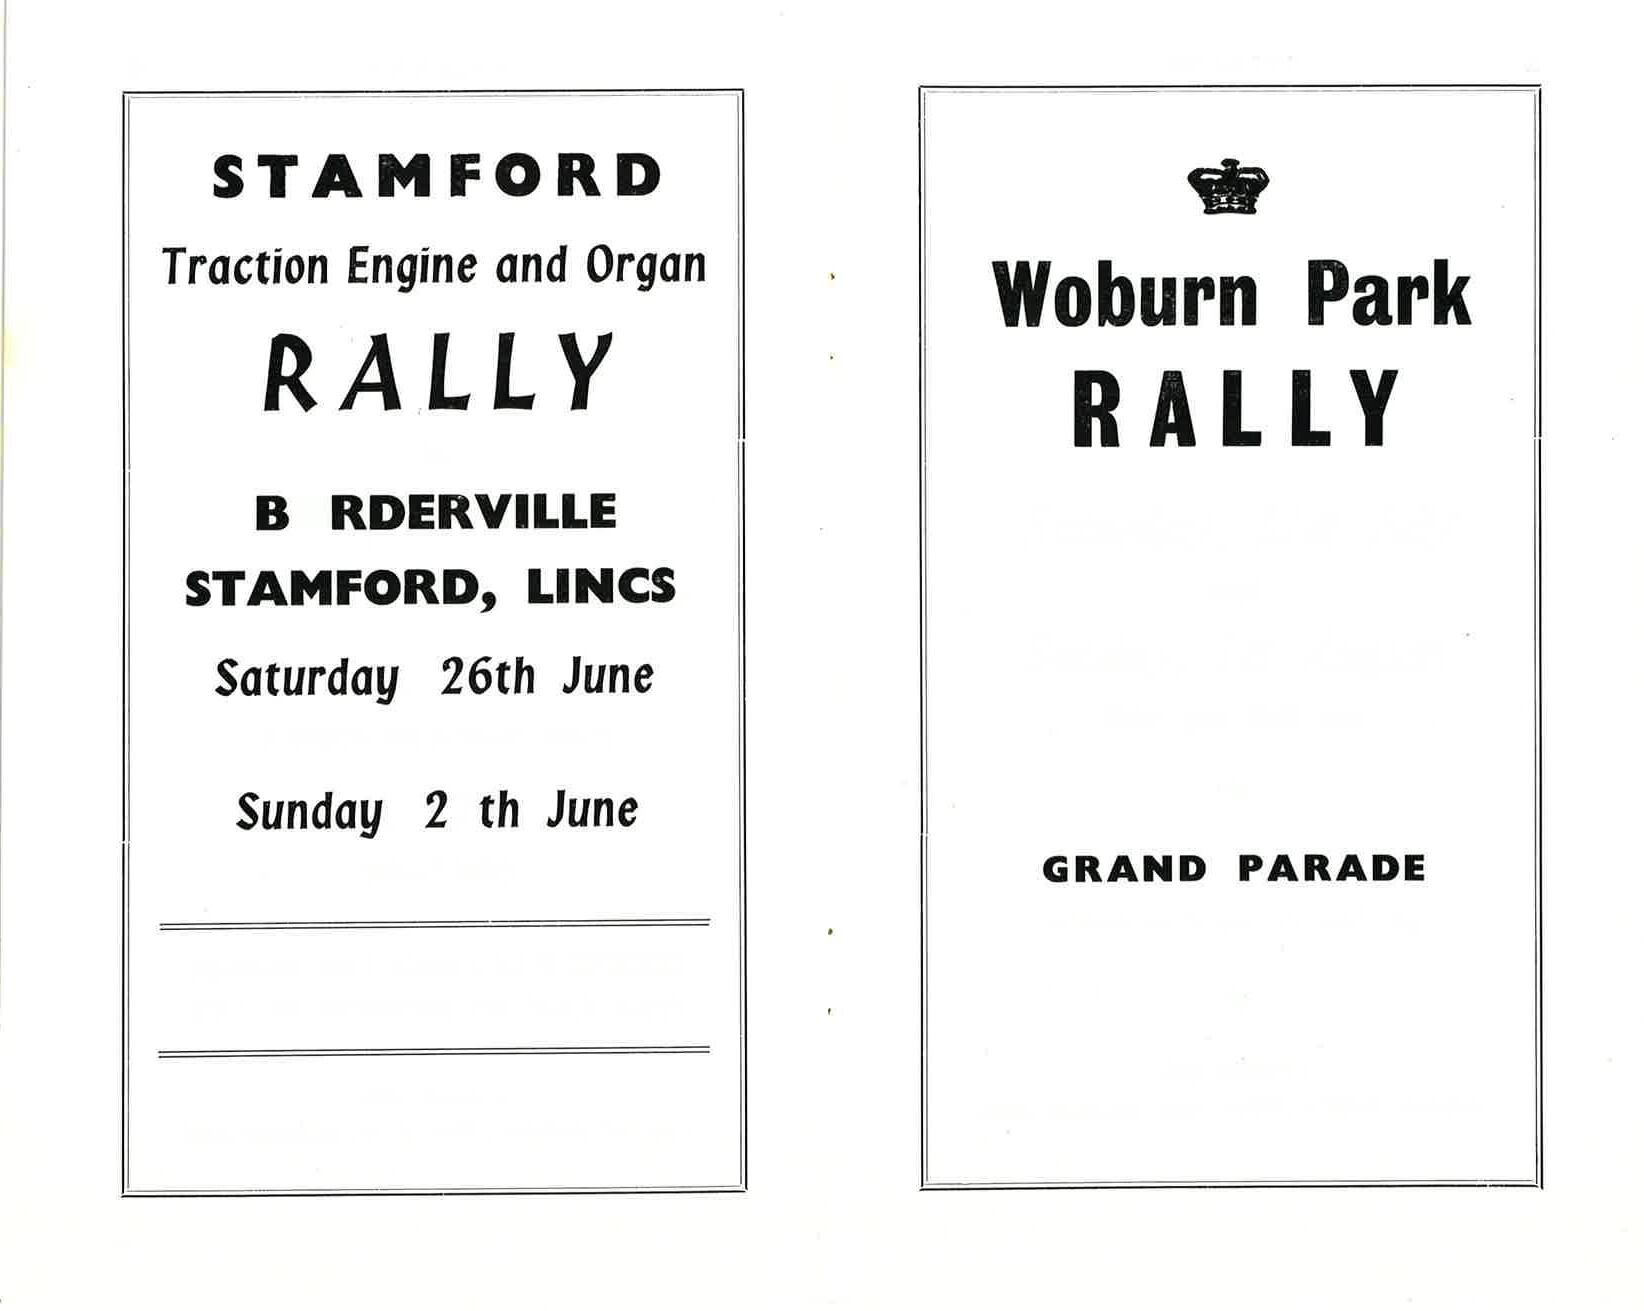 STAMFORD
Traction Engine and Organ
RALLY
B RDERVILLE
STAMFORD, LINCS
Saturday 26th June
Sunday 2 th June
Woburn Park
RALLY
GRAND PARADE